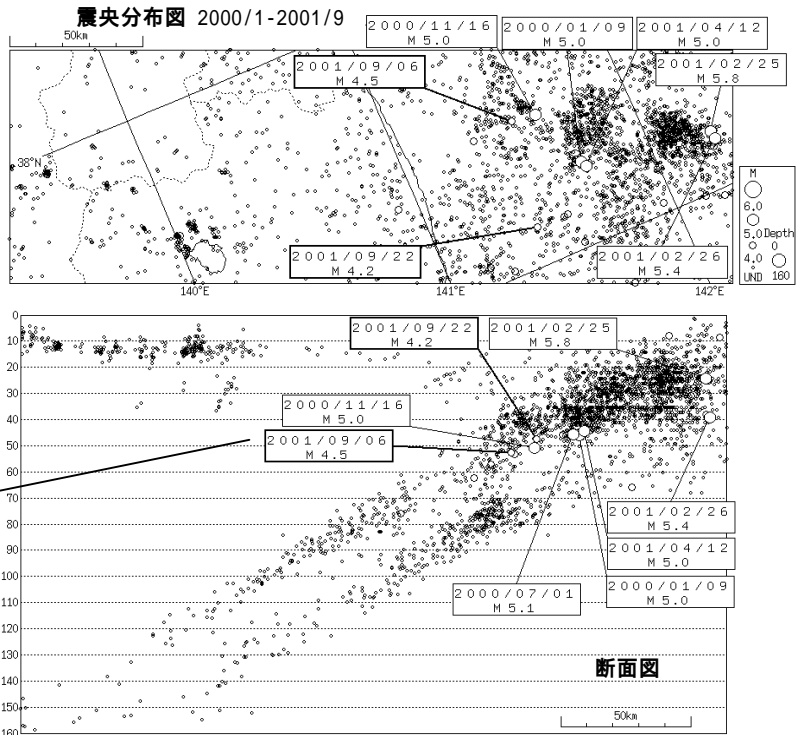 震央分布図 2000/1-2001/9
50km
2000/11/16
M 5.0
2000/01/09
M 5.0
2001/04/12
M 5.0
2001/09/06
M 4.5
2001/02/25
M 5.8
38°N
2001/09/22
M 4.2
2001/02/26
M 5.4
140°E
141°E
142°E
M
6.0
5.0 Depth
4.0 0
UND 160
0
10
20
30
40
50
60
70
80
90
100
110
120
130
140
150
160
2001/09/22
M 4.2
2001/02/25
M 5.8
2000/11/16
M 5.0
2001/09/06
M 4.5
2001/02/26
M 5.4
2001/04/12
M 5.0
2000/07/01
M 5.1
2000/01/09
M 5.0
断面図
50km